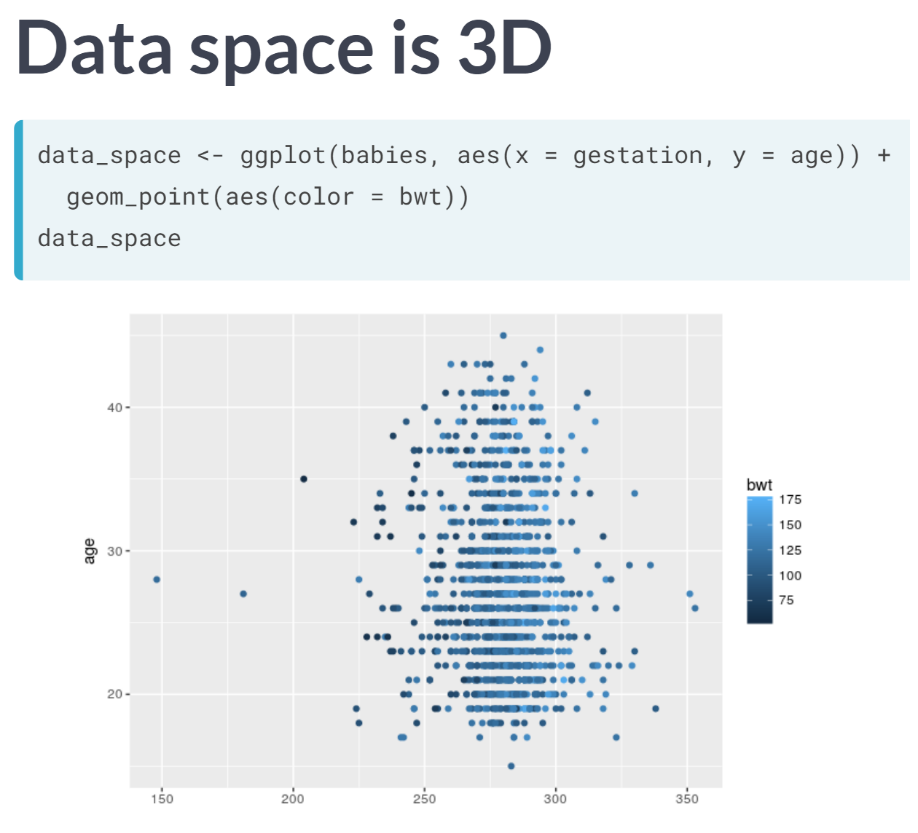 Data space is 3D
data_space <- ggplot(babies, aes(x = gestation, y = age)) +
  geom_point(aes(color = bwt))
data_space
age
40
30
20
150
200
250
300
350
bwt
175
150
125
100
75